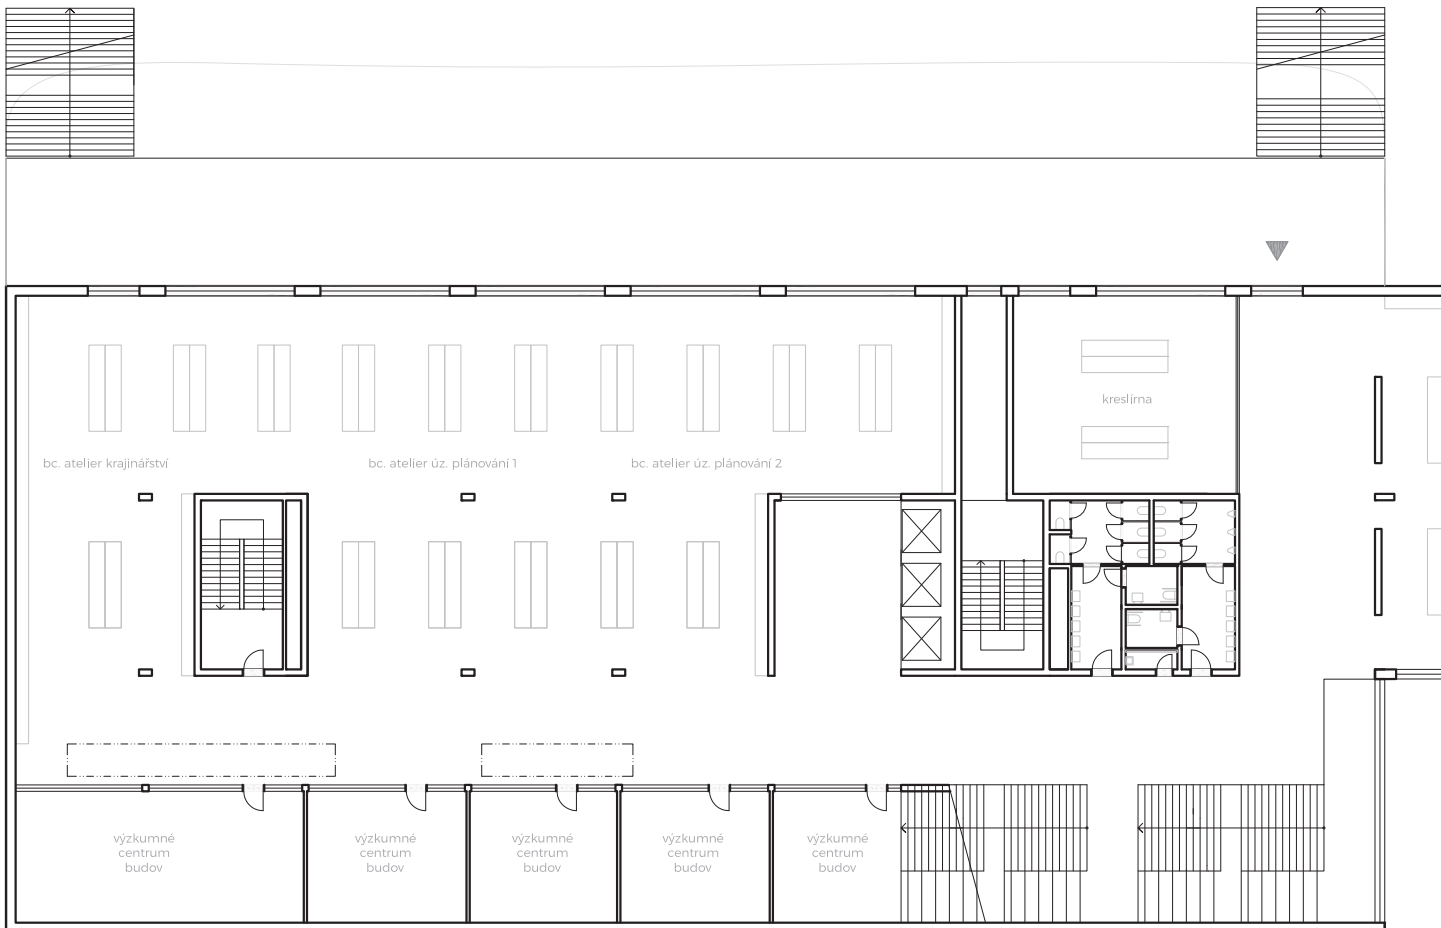 kreslírna
bc. atelier krajinářství
bc. atelier úz. plánování 1
bc. atelier úz. plánování 2
výzkumné
centrum
budov
výzkumné
centrum
budov
výzkumné
centrum
budov
výzkumné
centrum
budov
výzkumné
centrum
budov